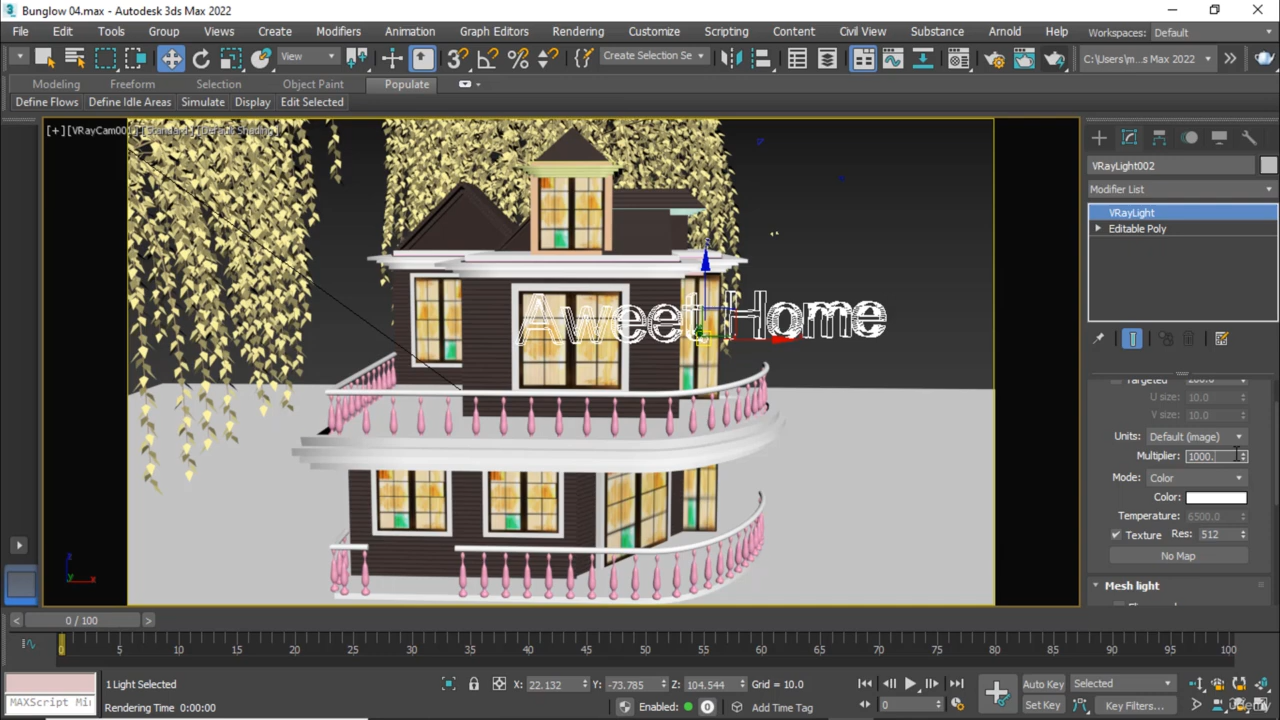 Bunglow 04.max - Autodesk 3ds Max 2022
File Edit Tools Group Views Create Modifiers Animation Graph Editors Rendering Customize Scripting Content Civil View Substance Arnold Help Workspaces: Default
View Create Selection Se C:\Users\m...s Max 2022
Modeling Freeform Selection Object Paint Populate
Define Flows Define Idle Areas Simulate Display Edit Selected
[+] [VRayCam001] [Standard] [Default Shading]
VRayLight002
Modifier List
VRayLight
Editable Poly
Aweet Home
Targeted 200.0
U size: 10.0
V size: 10.0
Units: Default (image)
Multiplier: 1000.
Mode: Color
Color:
Temperature: 6500.0
Texture Res: 512
No Map
Mesh light
z
y x
0 / 100
0 5 10 15 20 25 30 35 40 45 50 55 60 65 70 75 80 85 90 95 100
1 Light Selected X: 22.132 Y: -73.785 Z: 104.544 Grid = 10.0 Auto Key Selected
MAXScript Mi Rendering Time 0:00:00 Enabled: 0 Add Time Tag 0 Set Key Key Filters...
Udemy